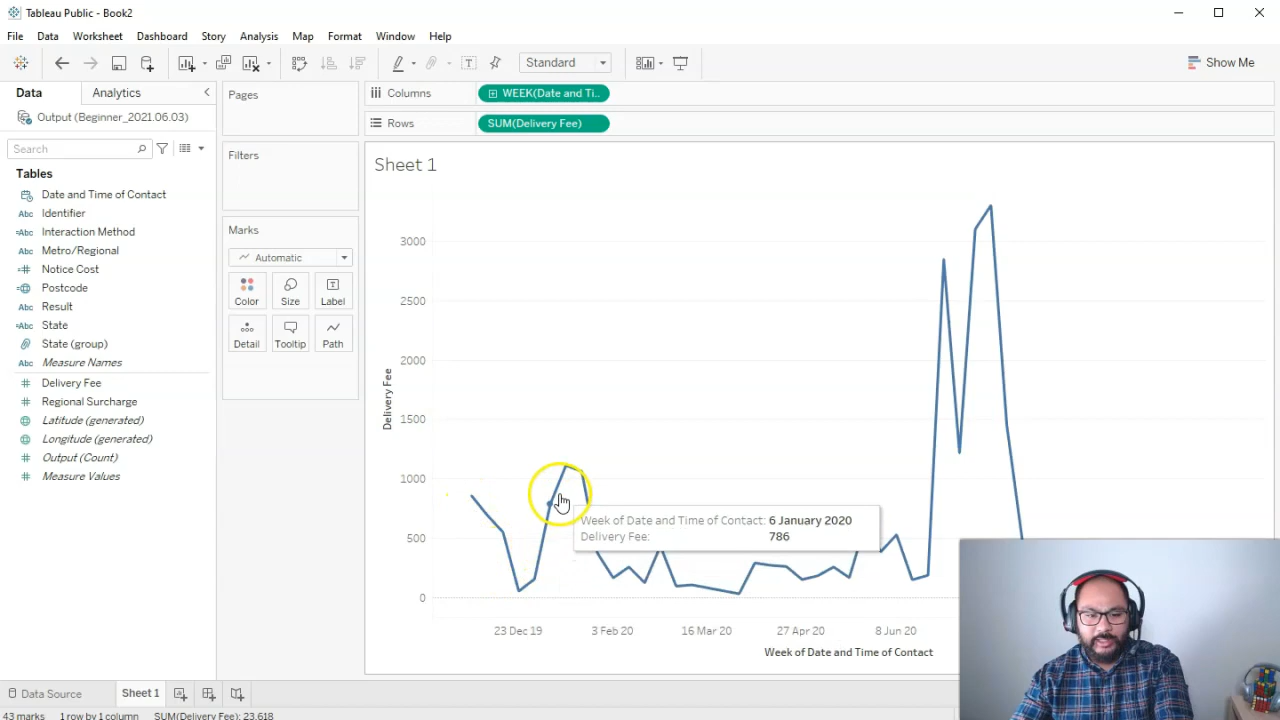 Tableau Public - Book2
File Data Worksheet Dashboard Story Analysis Map Format Window Help
Standard
Show Me
Data Analytics
Output (Beginner_2021.06.03)
Search
Tables
Date and Time of Contact
Identifier
Interaction Method
Metro/Regional
Notice Cost
Postcode
Result
State
State (group)
Measure Names
Delivery Fee
Regional Surcharge
Latitude (generated)
Longitude (generated)
Output (Count)
Measure Values
Pages
Filters
Marks
Automatic
Color Size Label
Detail Tooltip Path
Columns WEEK(Date and Ti..
Rows SUM(Delivery Fee)
Sheet 1
3000
2500
2000
1500
1000
500
0
Delivery Fee
Week of Date and Time of Contact: 6 January 2020
Delivery Fee: 786
23 Dec 19 3 Feb 20 16 Mar 20 27 Apr 20 8 Jun 20
Week of Date and Time of Contact
Data Source Sheet 1
43 marks 1 row by 1 column SUM(Delivery Fee): 23,618